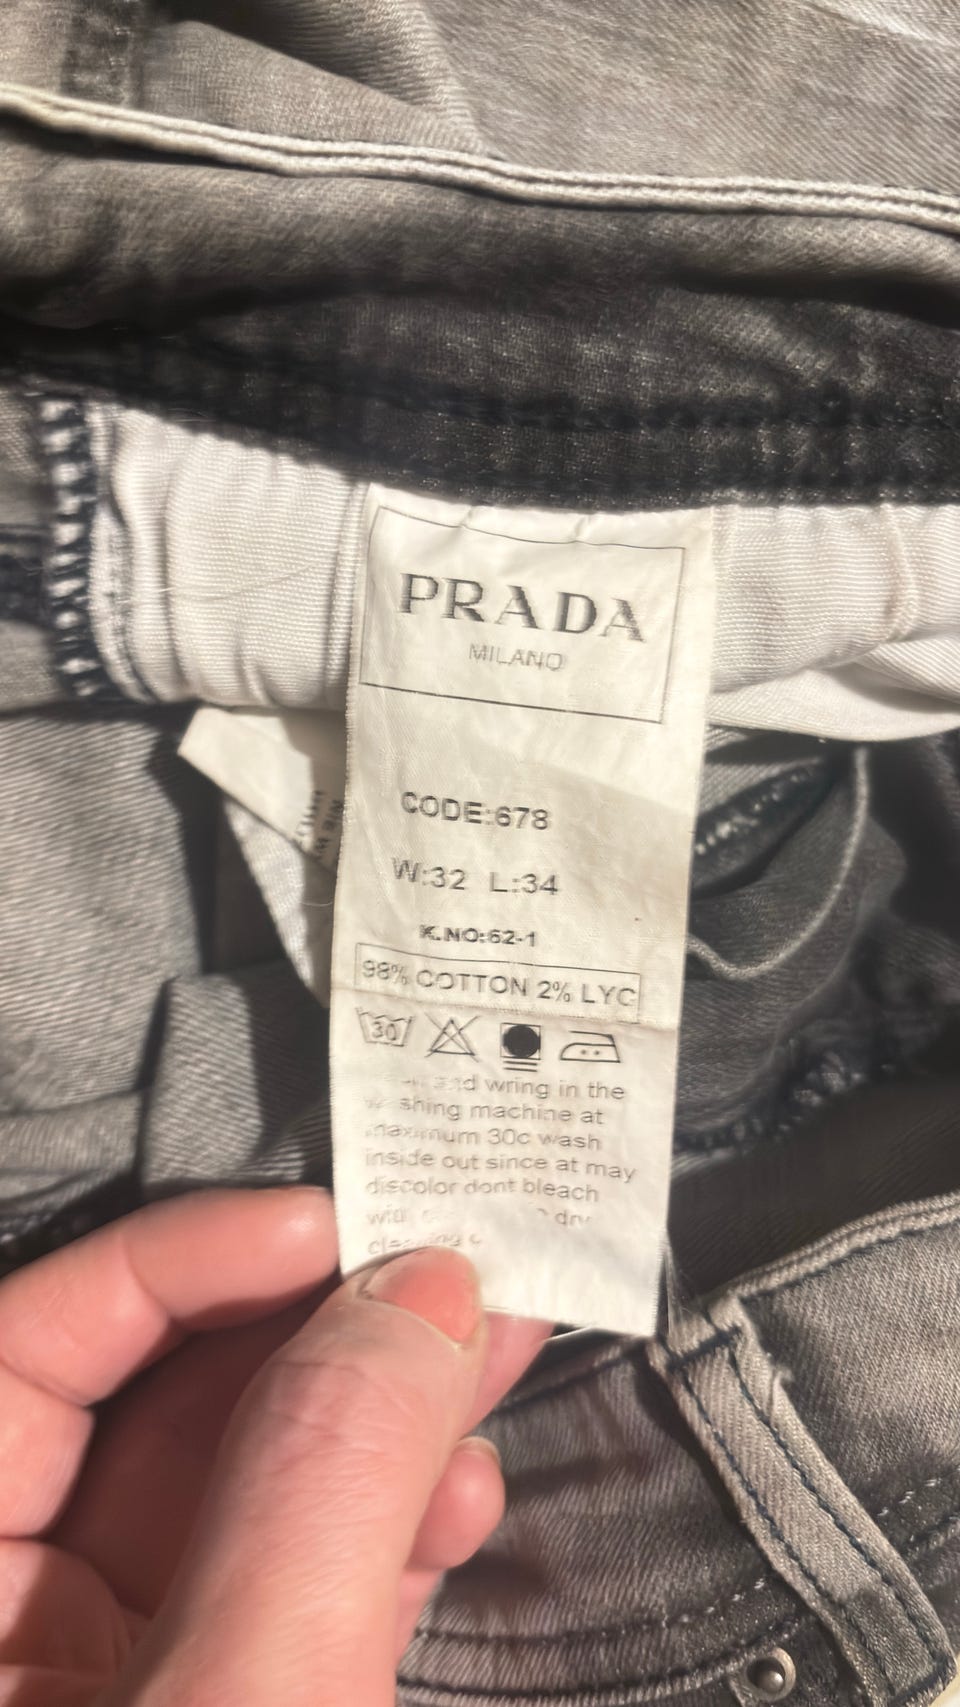 PRADA
MILANO
CODE:678
W:32 L:34
K.NO:62-1
98% COTTON 2% LYC
30
and wring in the
shing machine at
maximum 30c wash
inside out since at may
discolor dont bleach
dry